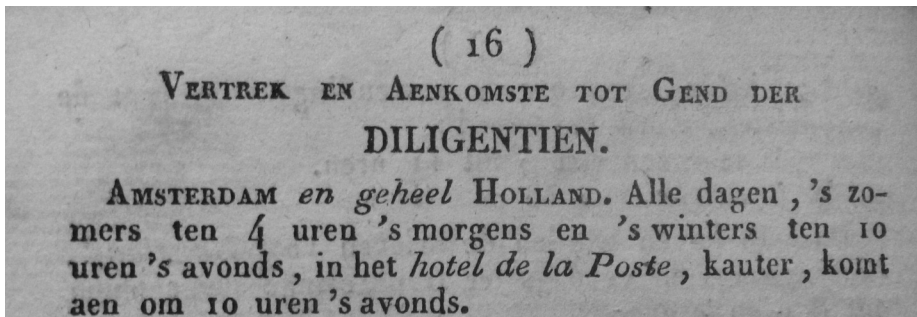 ( 16 )
VERTREK EN AENKOMSTE TOT GEND DER
DILIGENTIEN.
AMSTERDAM en geheel HOLLAND. Alle dagen , 's zo-
mers ten 4 uren 's morgens en 's winters ten 10
uren 's avonds , in het hotel de la Poste , kauter , komt
aen om 10 uren 's avonds.